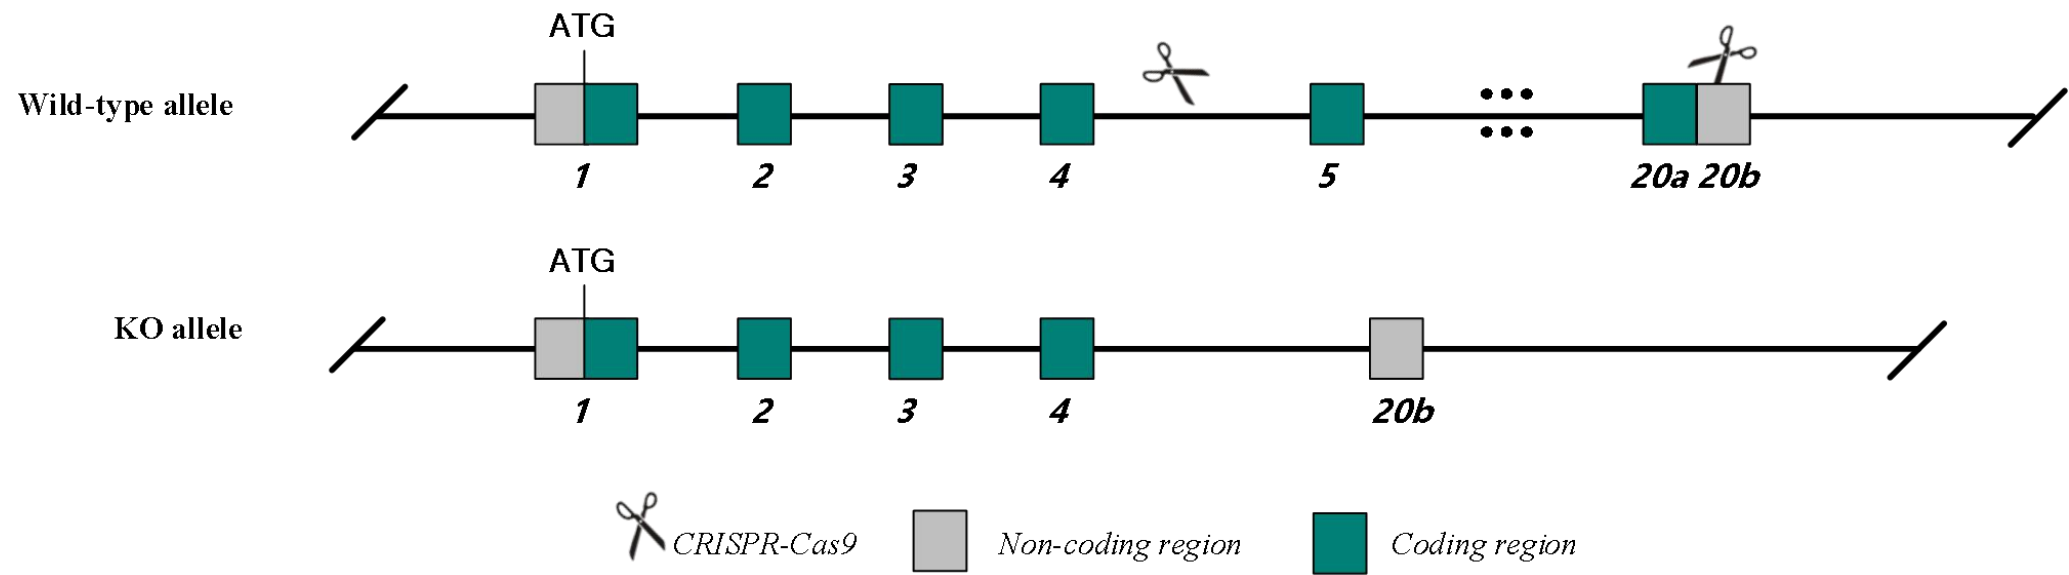 ATG
Wild-type allele
1 2 3 4 5 20a 20b
ATG
KO allele
1 2 3 4 20b
CRISPR-Cas9 Non-coding region Coding region